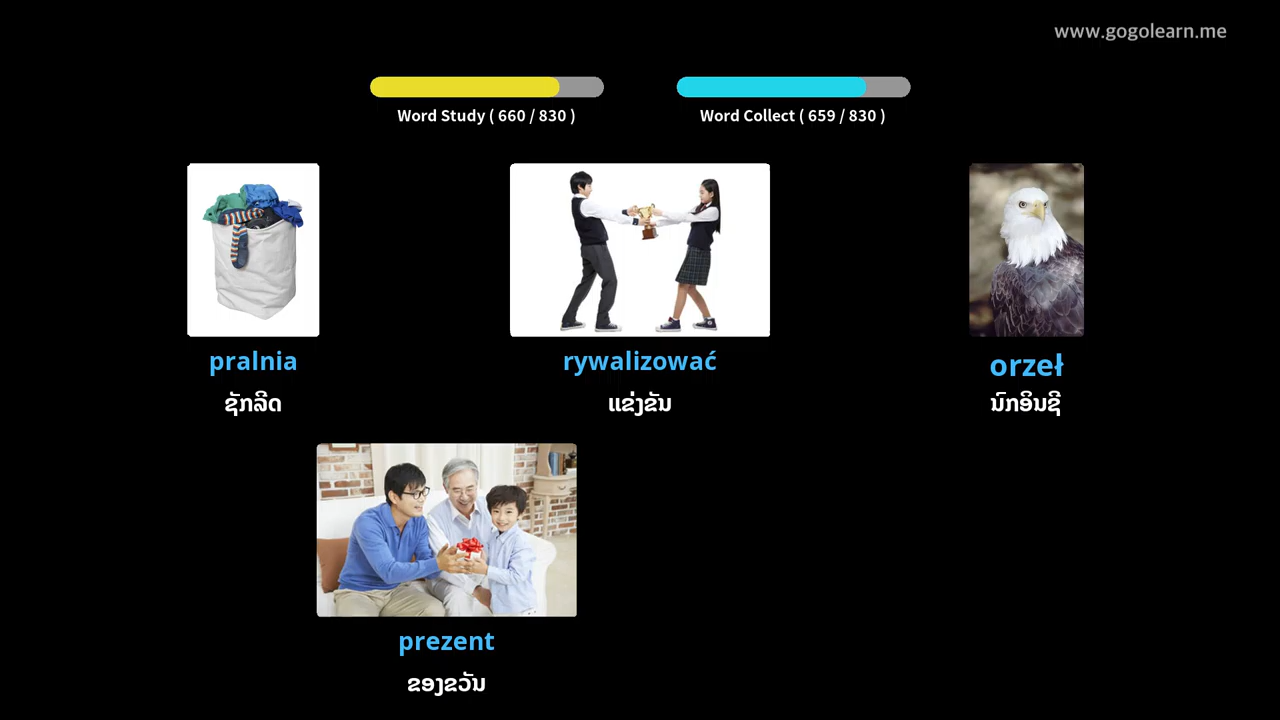 www.gogolearn.me
Word Study ( 660 / 830 )
Word Collect ( 659 / 830 )
pralnia
ຊັກລີດ
rywalizować
ແຂ່ງຂັນ
orzeł
ນົກອິນຊີ
prezent
ຂອງຂວັນ